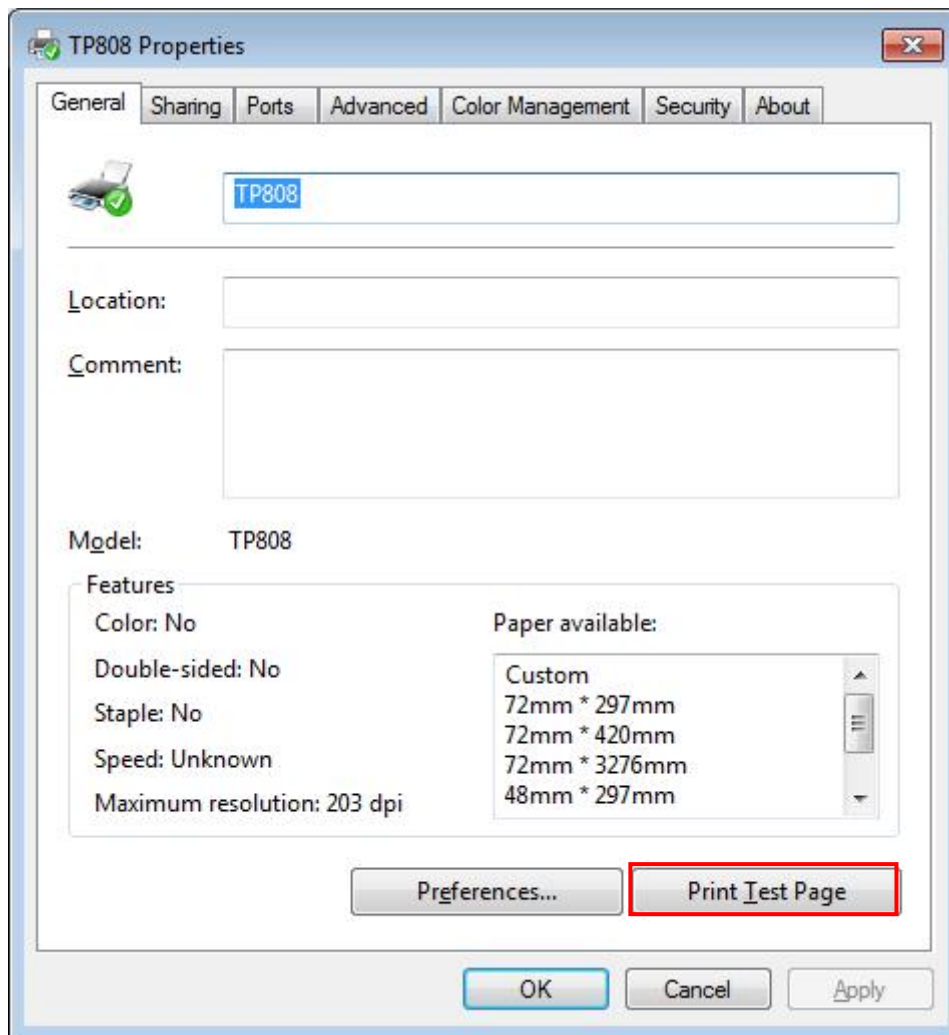 TP808 Properties
General Sharing Ports Advanced Color Management Security About
TP808
Location:
Comment:
Model: TP808
Features
Color: No
Double-sided: No
Staple: No
Speed: Unknown
Maximum resolution: 203 dpi
Paper available:
Custom
72mm * 297mm
72mm * 420mm
72mm * 3276mm
48mm * 297mm
Preferences... Print Test Page
OK Cancel Apply